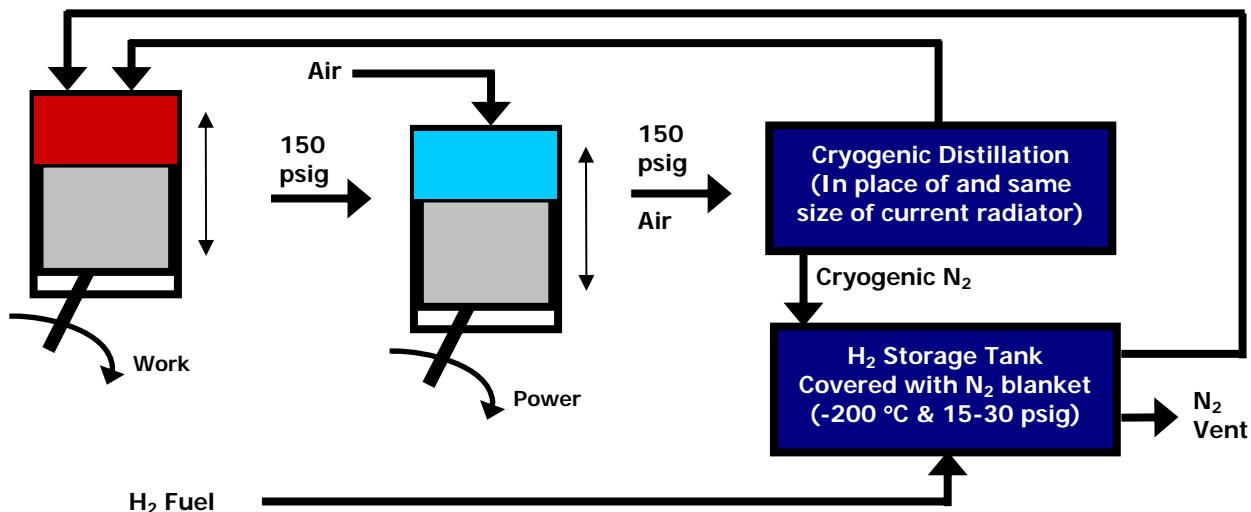 Air
150
psig
150
psig
Air
Cryogenic Distillation
(In place of and same
size of current radiator)
Cryogenic N₂
Work
Power
H₂ Storage Tank
Covered with N₂ blanket
(-200 °C & 15-30 psig)
N₂
Vent
H₂ Fuel